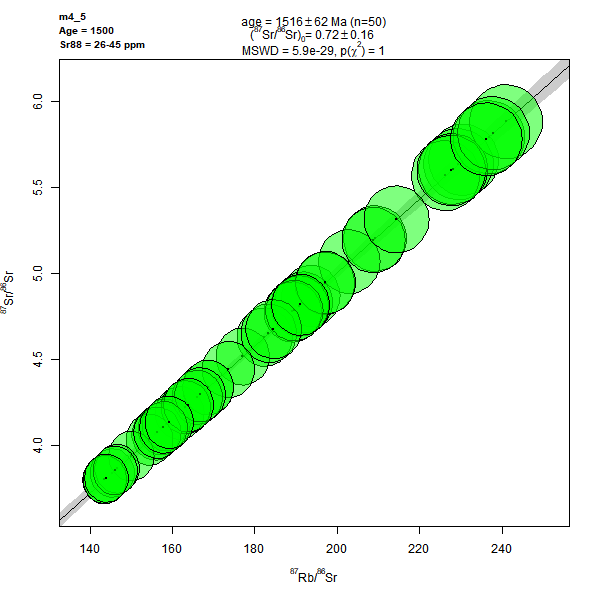 m4_5
Age = 1500
Sr88 = 26-45 ppm
age = 1516 ± 62 Ma (n=50)
(⁸⁷Sr/⁸⁶Sr)₀= 0.72 ± 0.16
MSWD = 5.9e-29, p(χ²) = 1
⁸⁷Sr/⁸⁶Sr
6.0
5.5
5.0
4.5
4.0
140 160 180 200 220 240
⁸⁷Rb/⁸⁶Sr